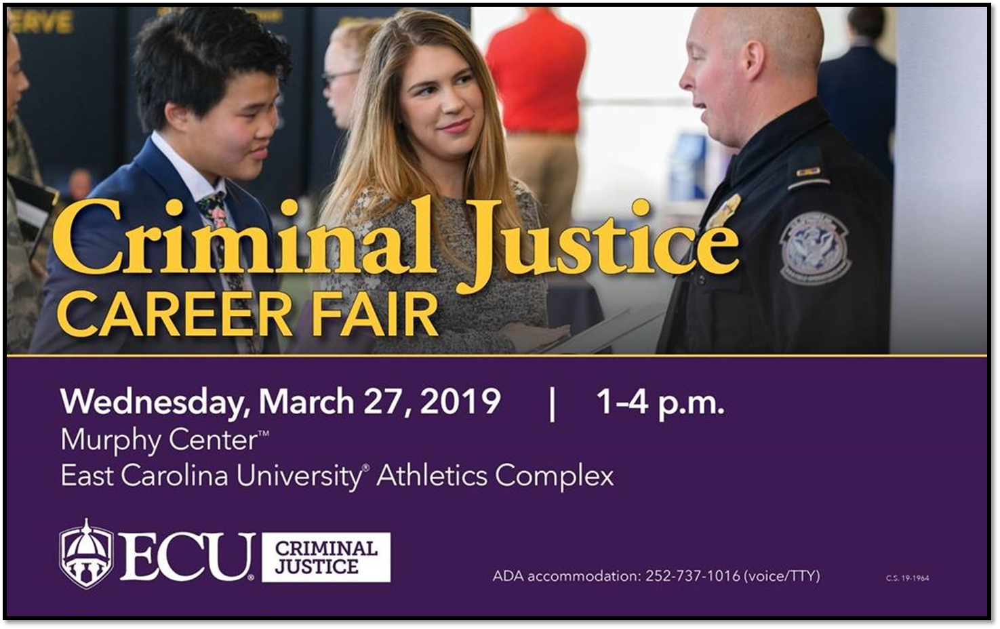 ERVE
Criminal Justice
CAREER FAIR
Wednesday, March 27, 2019 | 1–4 p.m.
Murphy Center™
East Carolina University® Athletics Complex
ECU® CRIMINAL
JUSTICE
ADA accommodation: 252-737-1016 (voice/TTY)
C.S. 19-1964